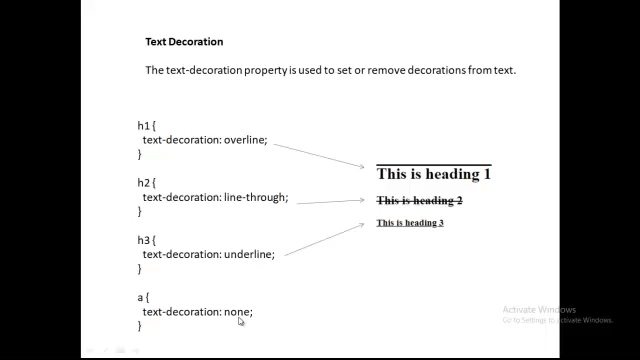 Text Decoration
The text-decoration property is used to set or remove decorations from text.
h1 {
text-decoration: overline;
}
h2 {
text-decoration: line-through;
}
h3 {
text-decoration: underline;
}
a {
text-decoration: none;
}
This is heading 1
This is heading 2
This is heading 3
Activate Windows
Go to Settings to activate Windows.